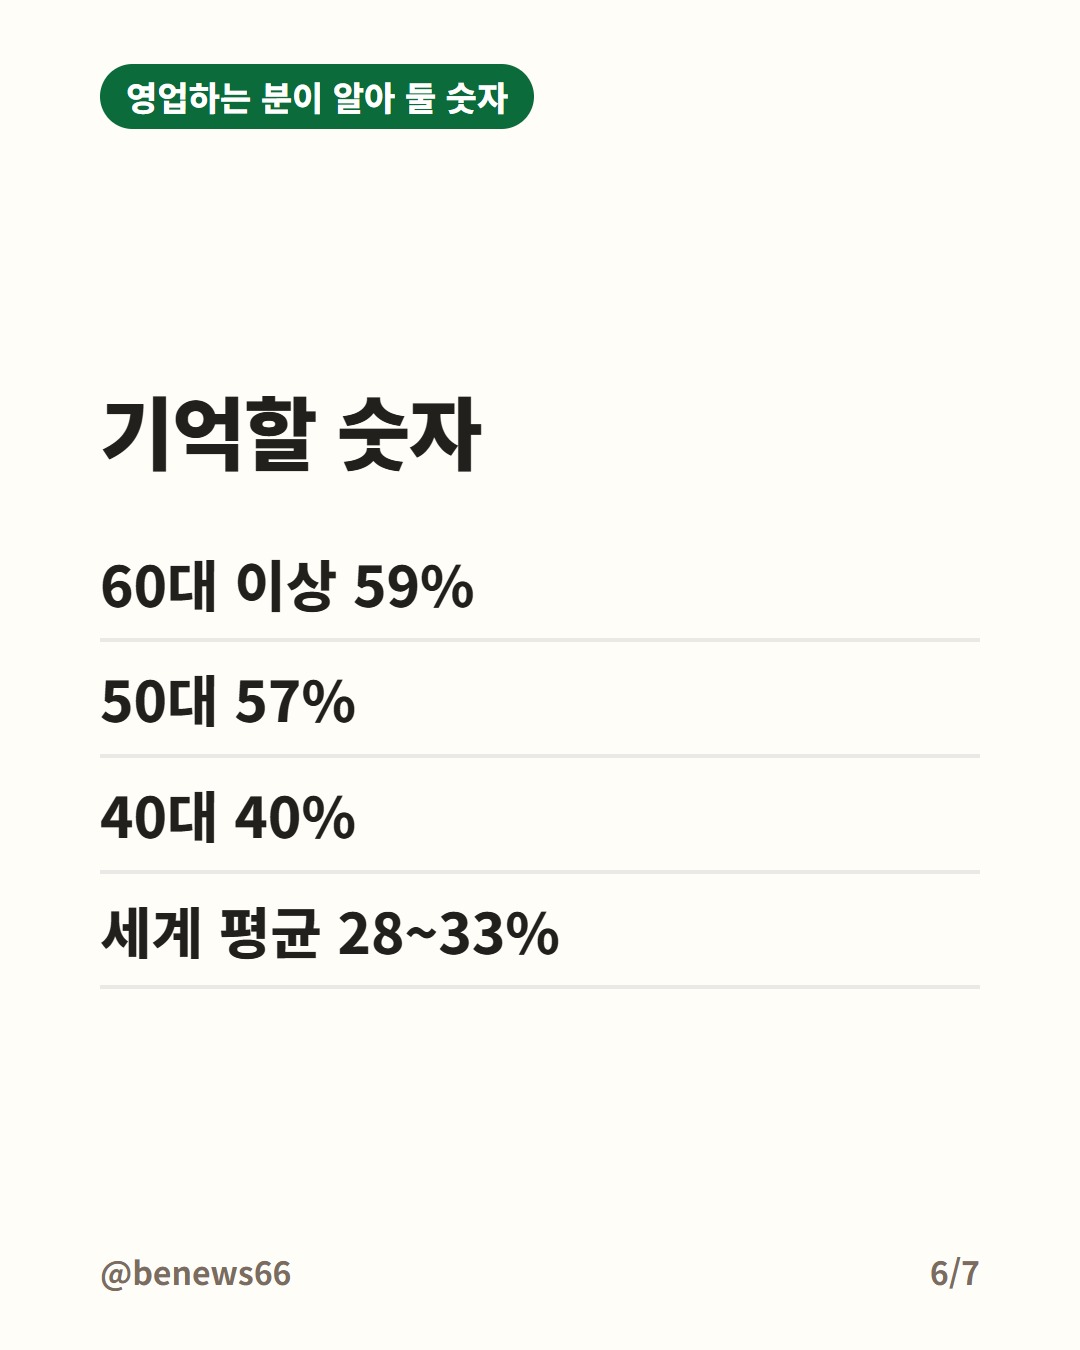 영업하는 분이 알아 둘 숫자
기억할 숫자
60대 이상 59%
50대 57%
40대 40%
세계 평균 28~33%
@benews66
6/7